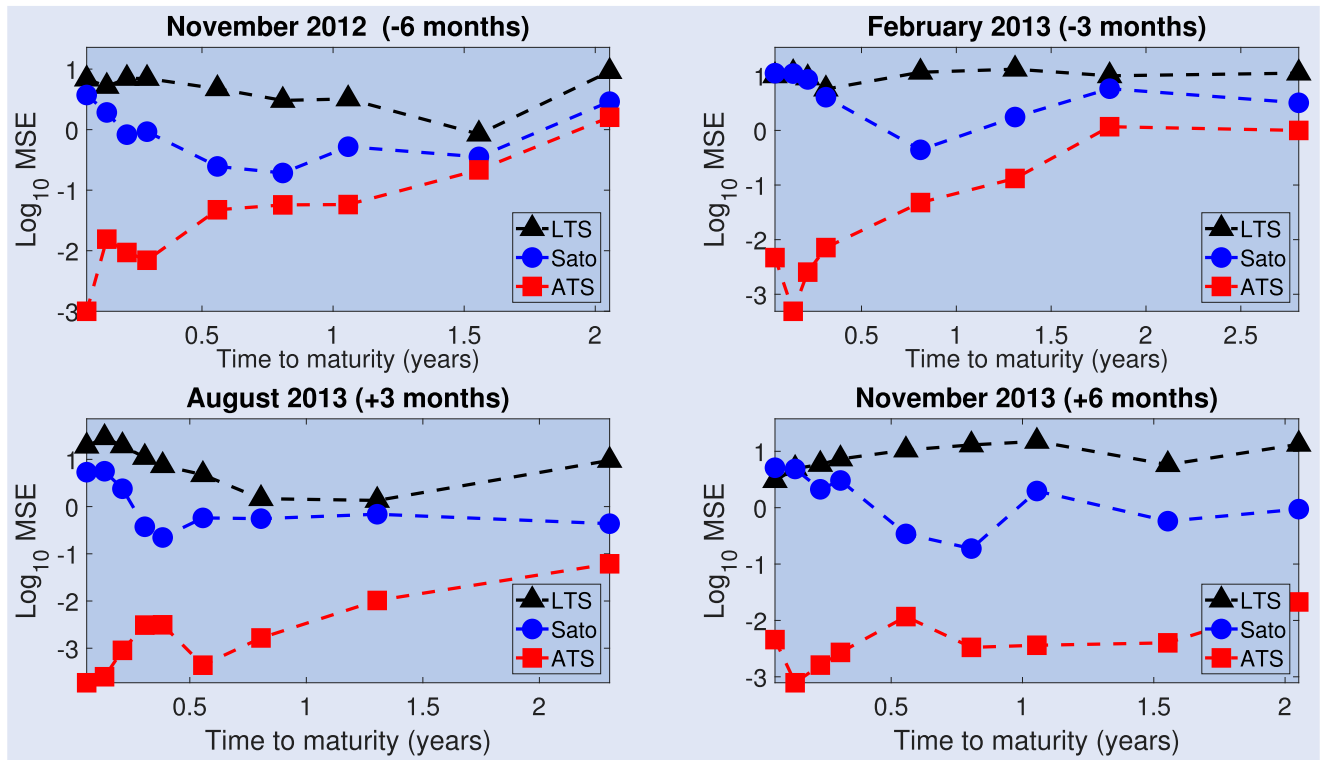 November 2012 (-6 months)
1
0
-1
-2
-3
Log10 MSE
LTS
Sato
ATS
0.5 1 1.5 2
Time to maturity (years)
February 2013 (-3 months)
1
0
-1
-2
-3
Log10 MSE
LTS
Sato
ATS
0.5 1 1.5 2 2.5
Time to maturity (years)
August 2013 (+3 months)
1
0
-1
-2
-3
Log10 MSE
LTS
Sato
ATS
0.5 1 1.5 2
Time to maturity (years)
November 2013 (+6 months)
1
0
-1
-2
-3
Log10 MSE
LTS
Sato
ATS
0.5 1 1.5 2
Time to maturity (years)